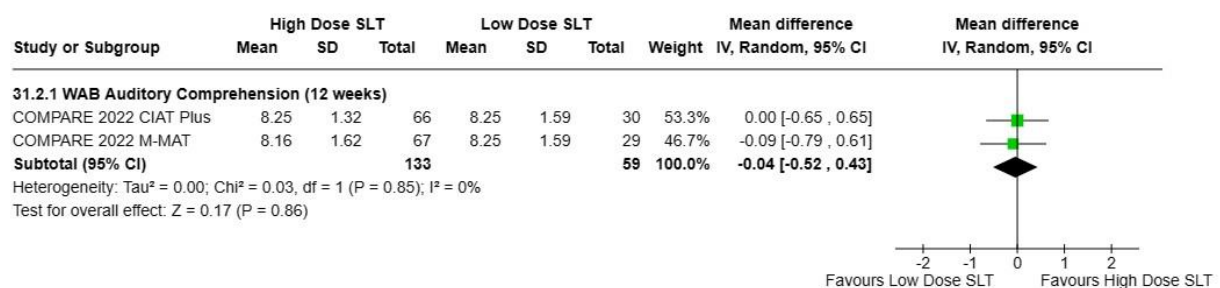 High Dose SLT Low Dose SLT Mean difference Mean difference
Study or Subgroup Mean SD Total Mean SD Total Weight IV, Random, 95% CI IV, Random, 95% CI
31.2.1 WAB Auditory Comprehension (12 weeks)
COMPARE 2022 CIAT Plus 8.25 1.32 66 8.25 1.59 30 53.3% 0.00 [-0.65 , 0.65]
COMPARE 2022 M-MAT 8.16 1.62 67 8.25 1.59 29 46.7% -0.09 [-0.79 , 0.61]
Subtotal (95% CI) 133 59 100.0% -0.04 [-0.52 , 0.43]
Heterogeneity: Tau² = 0.00; Chi² = 0.03, df = 1 (P = 0.85); I² = 0%
Test for overall effect: Z = 0.17 (P = 0.86)
-2 -1 0 1 2
Favours Low Dose SLT Favours High Dose SLT